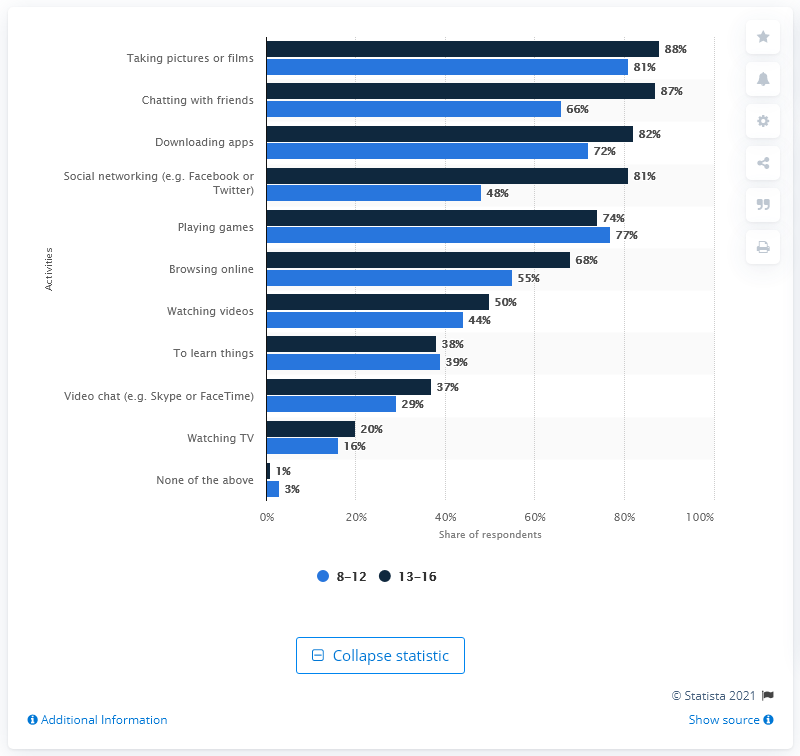 Taking pictures or films
88%
81%
Chatting with friends
87%
66%
Downloading apps
82%
72%
Social networking (e.g. Facebook or
Twitter)
81%
48%
Playing games
74%
77%
Browsing online
68%
55%
Watching videos
50%
44%
To learn things
38%
39%
Video chat (e.g. Skype or FaceTime)
37%
29%
Watching TV
20%
16%
None of the above
1%
3%
Activities
0% 20% 40% 60% 80% 100%
Share of respondents
8–12 13–16
Collapse statistic
© Statista 2021
Additional Information Show source